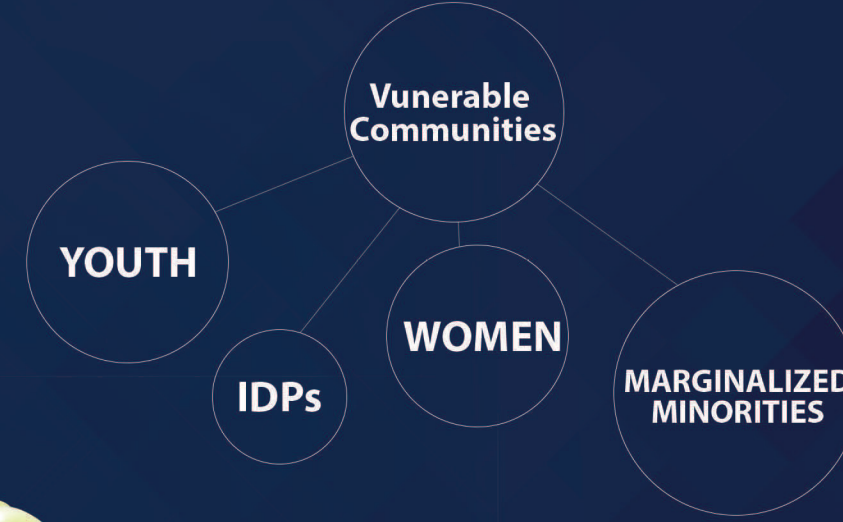 Vunerable
Communities
YOUTH
WOMEN
IDPs
MARGINALIZED
MINORITIES